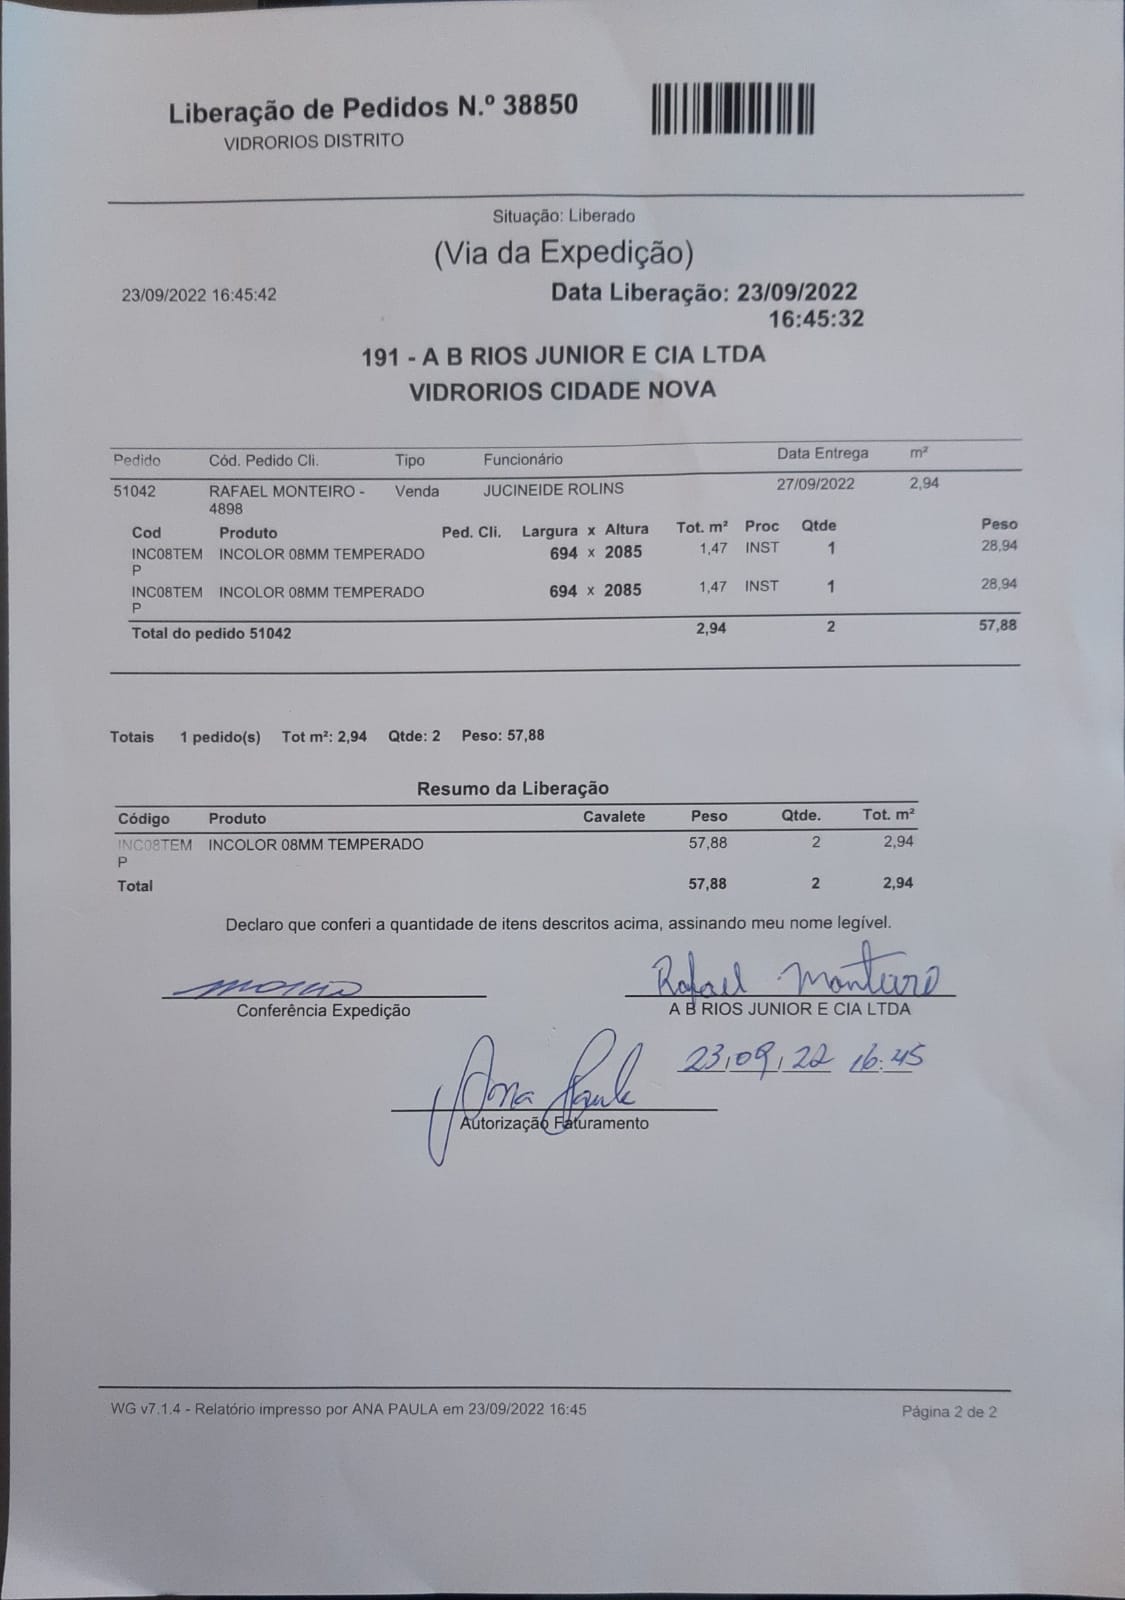 Liberação de Pedidos N.º 38850
VIDRORIOS DISTRITO
Situação: Liberado
(Via da Expedição)
23/09/2022 16:45:42
Data Liberação: 23/09/2022
16:45:32
191 - A B RIOS JUNIOR E CIA LTDA
VIDRORIOS CIDADE NOVA
Pedido Cód. Pedido Cli. Tipo Funcionário Data Entrega m²
51042 RAFAEL MONTEIRO - Venda JUCINEIDE ROLINS 27/09/2022 2,94
4898
Cod Produto Ped. Cli. Largura x Altura Tot. m² Proc Qtde Peso
INC08TEM INCOLOR 08MM TEMPERADO 694 x 2085 1,47 INST 1 28,94
P
INC08TEM INCOLOR 08MM TEMPERADO 694 x 2085 1,47 INST 1 28,94
P
Total do pedido 51042 2,94 2 57,88
Totais 1 pedido(s) Tot m²: 2,94 Qtde: 2 Peso: 57,88
Resumo da Liberação
Código Produto Cavalete Peso Qtde. Tot. m²
INC08TEM INCOLOR 08MM TEMPERADO 57,88 2 2,94
P
Total 57,88 2 2,94
Declaro que conferi a quantidade de itens descritos acima, assinando meu nome legível.
Rafael Monteiro
Conferência Expedição A B RIOS JUNIOR E CIA LTDA
23,09,22 16:45
Ana Paula
Autorização Faturamento
WG v7.1.4 - Relatório impresso por ANA PAULA em 23/09/2022 16:45
Página 2 de 2